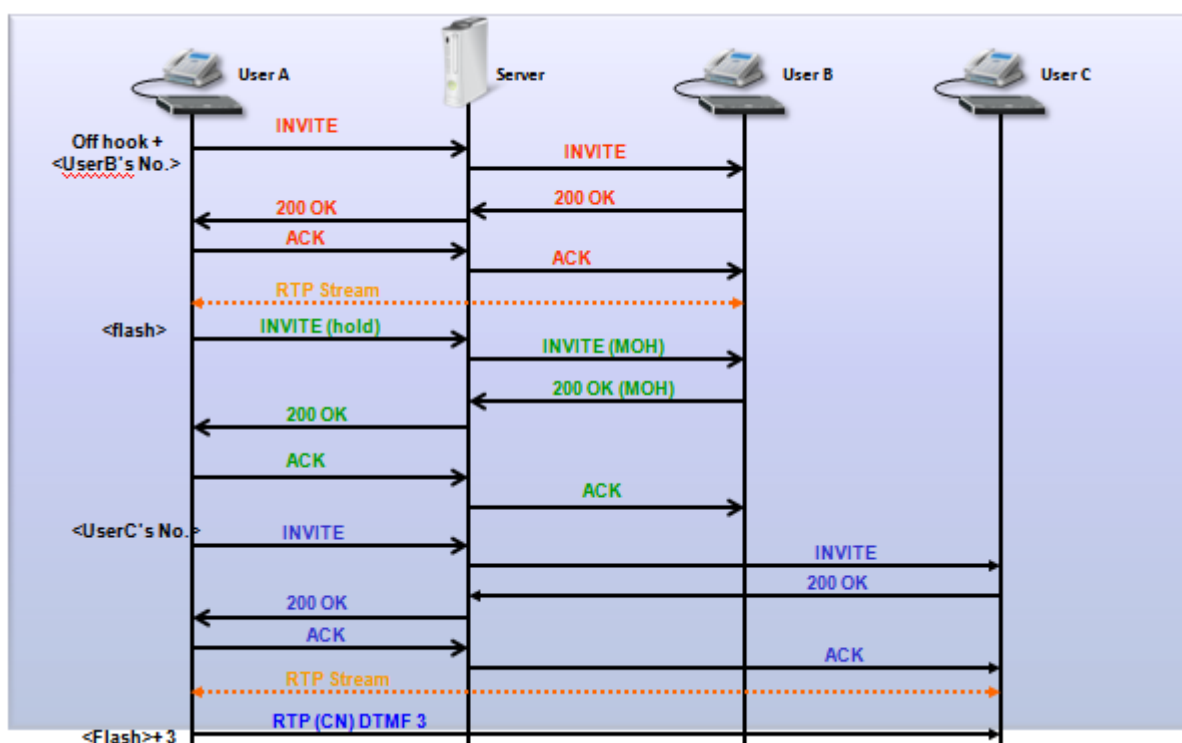 User A
Server
User B
User C
INVITE
Off hook +
<UserB's No.>
INVITE
200 OK
200 OK
ACK
ACK
RTP Stream
<flash>
INVITE (hold)
INVITE (MOH)
200 OK (MOH)
200 OK
ACK
ACK
<UserC's No.>
INVITE
INVITE
200 OK
200 OK
ACK
ACK
RTP Stream
RTP (CN) DTMF 3
<Flash>+3